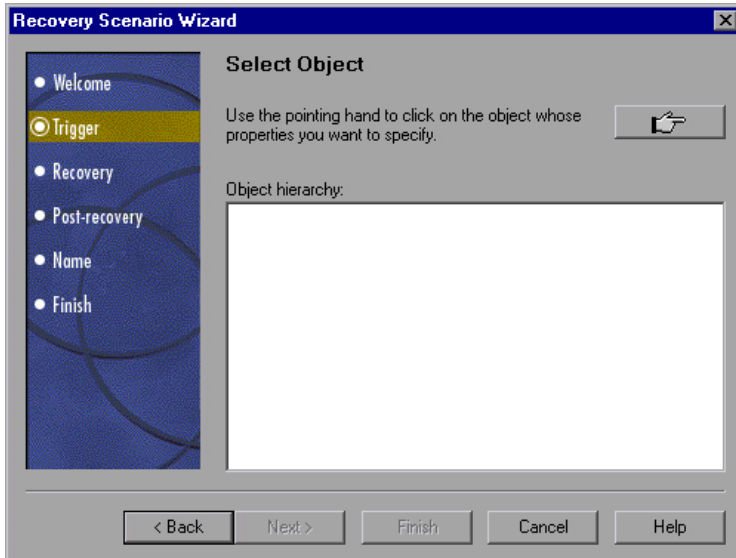 Recovery Scenario Wizard
Welcome
Trigger
Recovery
Post-recovery
Name
Finish
Select Object
Use the pointing hand to click on the object whose
properties you want to specify.
Object hierarchy:
< Back
Next >
Finish
Cancel
Help